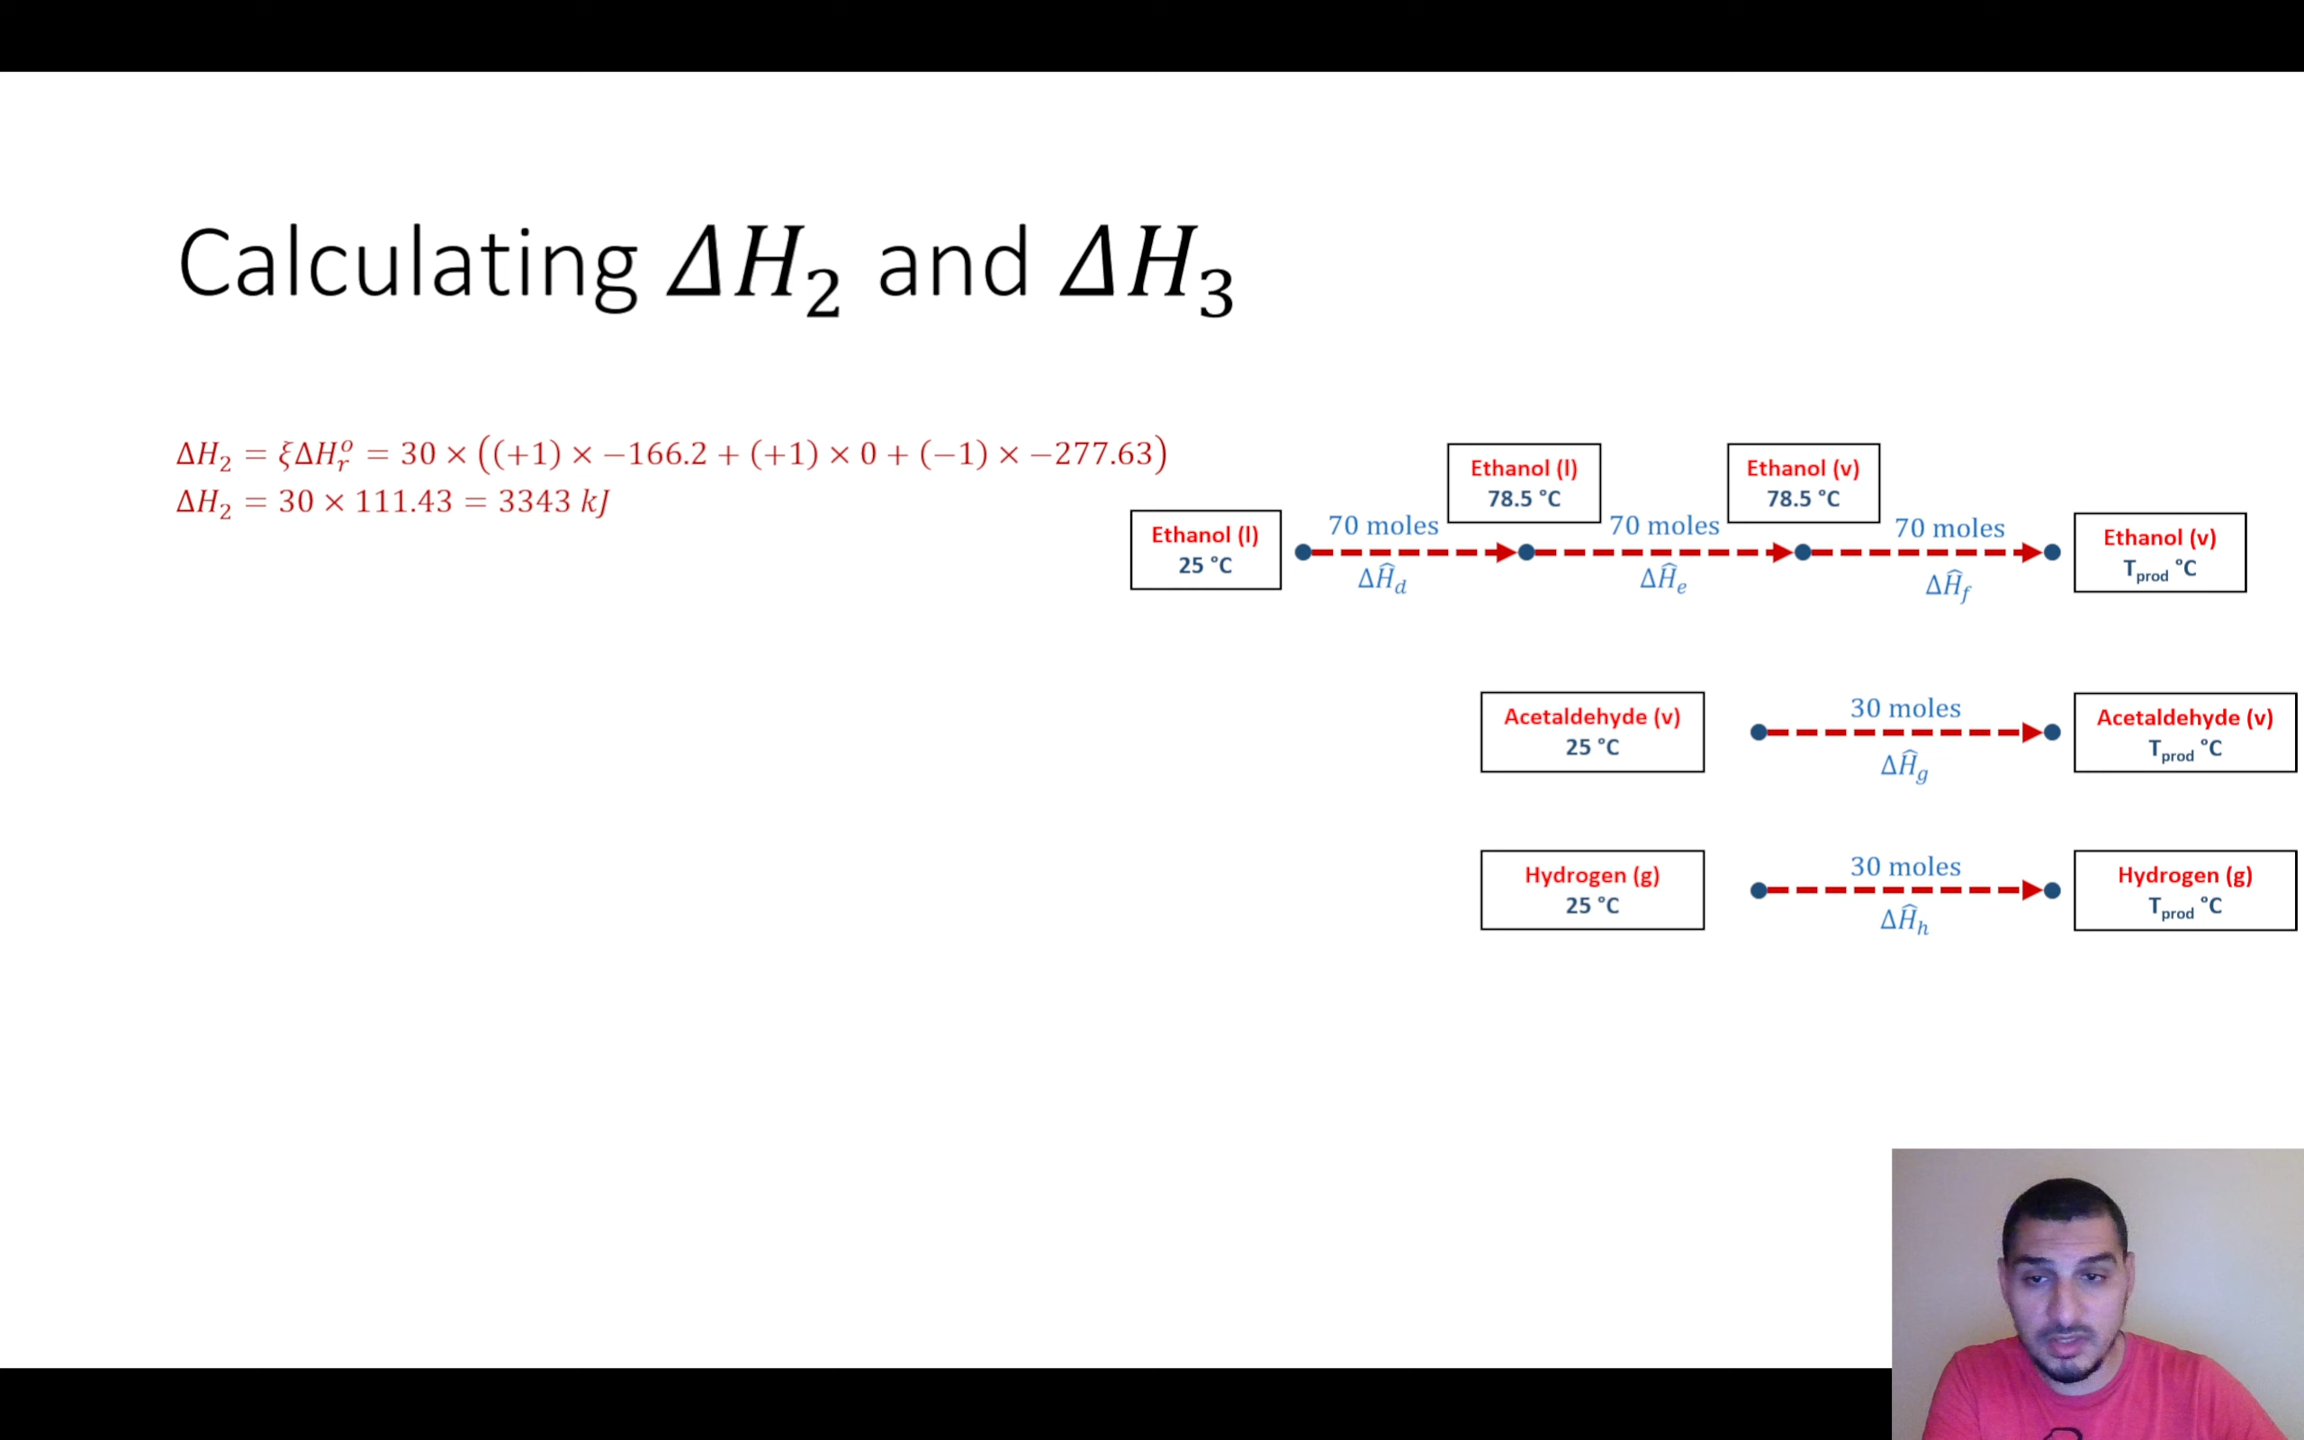 Calculating ΔH₂ and ΔH₃
ΔH₂ = ξΔHᵣᵒ = 30 × ((+1) × −166.2 + (+1) × 0 + (−1) × −277.63)
ΔH₂ = 30 × 111.43 = 3343 kJ
Ethanol (l)
25 °C
70 moles
ΔĤ_d
Ethanol (l)
78.5 °C
70 moles
ΔĤ_e
Ethanol (v)
78.5 °C
70 moles
ΔĤ_f
Ethanol (v)
T_prod °C
Acetaldehyde (v)
25 °C
30 moles
ΔĤ_g
Acetaldehyde (v)
T_prod °C
Hydrogen (g)
25 °C
30 moles
ΔĤ_h
Hydrogen (g)
T_prod °C